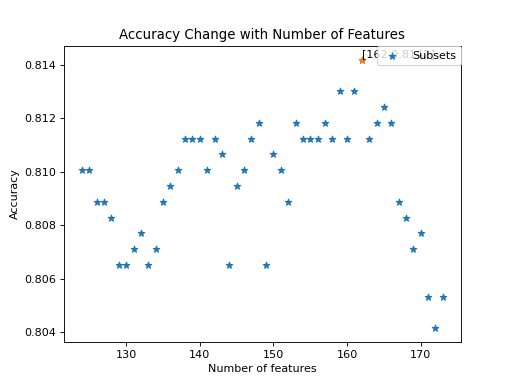 Accuracy Change with Number of Features
Subsets
0.814
0.812
0.810
0.808
0.806
0.804
Accuracy
130
140
150
160
170
Number of features